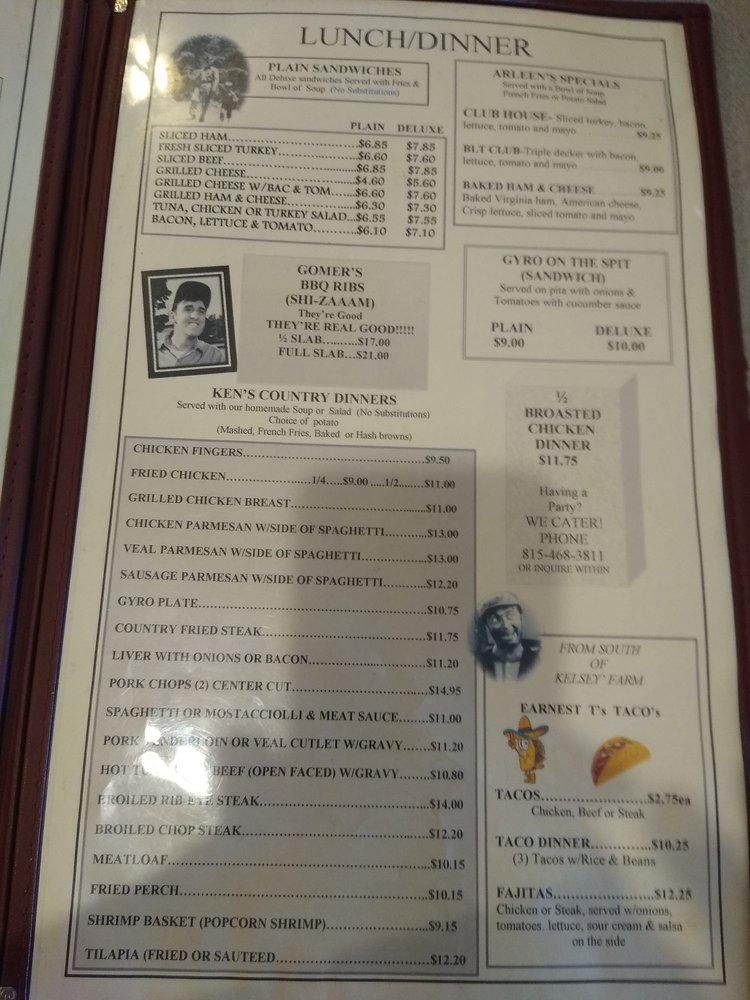 LUNCH/DINNER
PLAIN SANDWICHES
All Deluxe sandwiches Served with Fries &
Bowl of Soup (No Substitutions)
PLAIN DELUXE
SLICED HAM.................................$6.85 $7.85
FRESH SLICED TURKEY...................$6.60 $7.60
SLICED BEEF..............................$6.85 $7.85
GRILLED CHEESE..........................$4.60 $5.60
GRILLED CHEESE W/BAC & TOM.....$6.60 $7.60
GRILLED HAM & CHEESE...............$6.30 $7.30
TUNA, CHICKEN OR TURKEY SALAD...$6.55 $7.55
BACON, LETTUCE & TOMATO..........$6.10 $7.10
ARLEEN'S SPECIALS
Served with a Bowl of Soup,
French Fries or Potato Salad
CLUB HOUSE- Sliced turkey, bacon,
lettuce, tomato and mayo $9.25
BLT CLUB-Triple decker with bacon,
lettuce, tomato and mayo $9.00
BAKED HAM & CHEESE $9.25
Baked Virginia ham, American cheese,
Crisp lettuce, sliced tomato and mayo
GOMER'S
BBQ RIBS
(SHI-ZAAAM)
They're Good
THEY'RE REAL GOOD!!!!!
½ SLAB.........$17.00
FULL SLAB...$21.00
GYRO ON THE SPIT
(SANDWICH)
Served on pita with onions &
Tomatoes with cucumber sauce
PLAIN DELUXE
$9.00 $10.00
KEN'S COUNTRY DINNERS
Served with our homemade Soup or Salad (No Substitutions)
Choice of potato
(Mashed, French Fries, Baked or Hash browns)
CHICKEN FINGERS..................................................$9.50
FRIED CHICKEN....................1/4.....$9.00 .....1/2.......$11.00
GRILLED CHICKEN BREAST.................................$11.00
CHICKEN PARMESAN W/SIDE OF SPAGHETTI............$13.00
VEAL PARMESAN W/SIDE OF SPAGHETTI................$13.00
SAUSAGE PARMESAN W/SIDE OF SPAGHETTI............$12.20
GYRO PLATE.....................................................$10.75
COUNTRY FRIED STEAK.......................................$11.75
LIVER WITH ONIONS OR BACON...........................$11.20
PORK CHOPS (2) CENTER CUT...............................$14.95
SPAGHETTI OR MOSTACCIOLLI & MEAT SAUCE........$11.00
PORK TENDERLOIN OR VEAL CUTLET W/GRAVY.......$11.20
HOT BEEF (OPEN FACED) W/GRAVY........$10.80
BROILED RIB-EYE STEAK.......................................$14.00
BROILED CHOP STEAK..........................................$12.20
MEATLOAF.......................................................$10.15
FRIED PERCH.....................................................$10.15
SHRIMP BASKET (POPCORN SHRIMP)........................$9.15
TILAPIA (FRIED OR SAUTEED..................................$12.20
½
BROASTED
CHICKEN
DINNER
$11.75
Having a
Party?
WE CATER!
PHONE
815-468-3811
OR INQUIRE WITHIN
FROM SOUTH
OF
KELSEY' FARM
EARNEST T's TACO's
TACOS..........................$2.75ea
Chicken, Beef or Steak
TACO DINNER..............$10.25
(3) Tacos w/Rice & Beans
FAJITAS........................$12.25
Chicken or Steak, served w/onions,
tomatoes. lettuce, sour cream & salsa
on the side